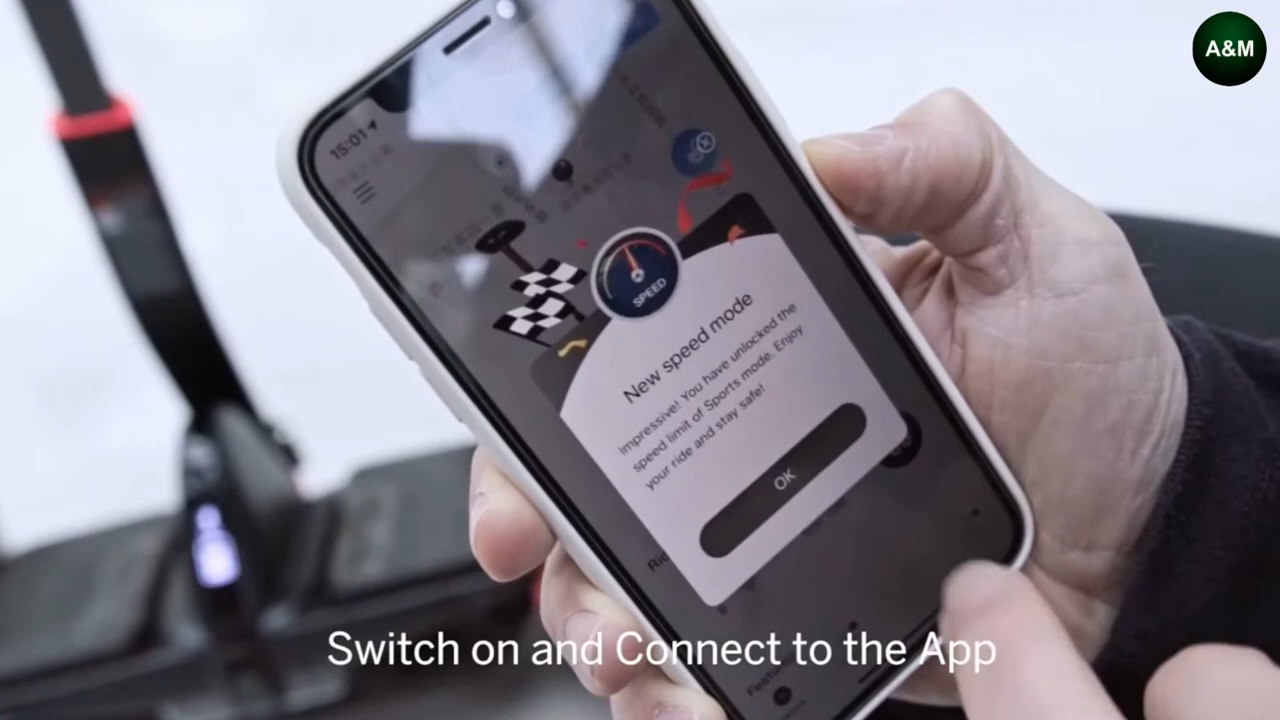 A&M
15:01
SPEED
New speed mode
Impressive! You have unlocked the
speed limit of Sports mode. Enjoy
your ride and stay safe!
OK
Switch on and Connect to the App